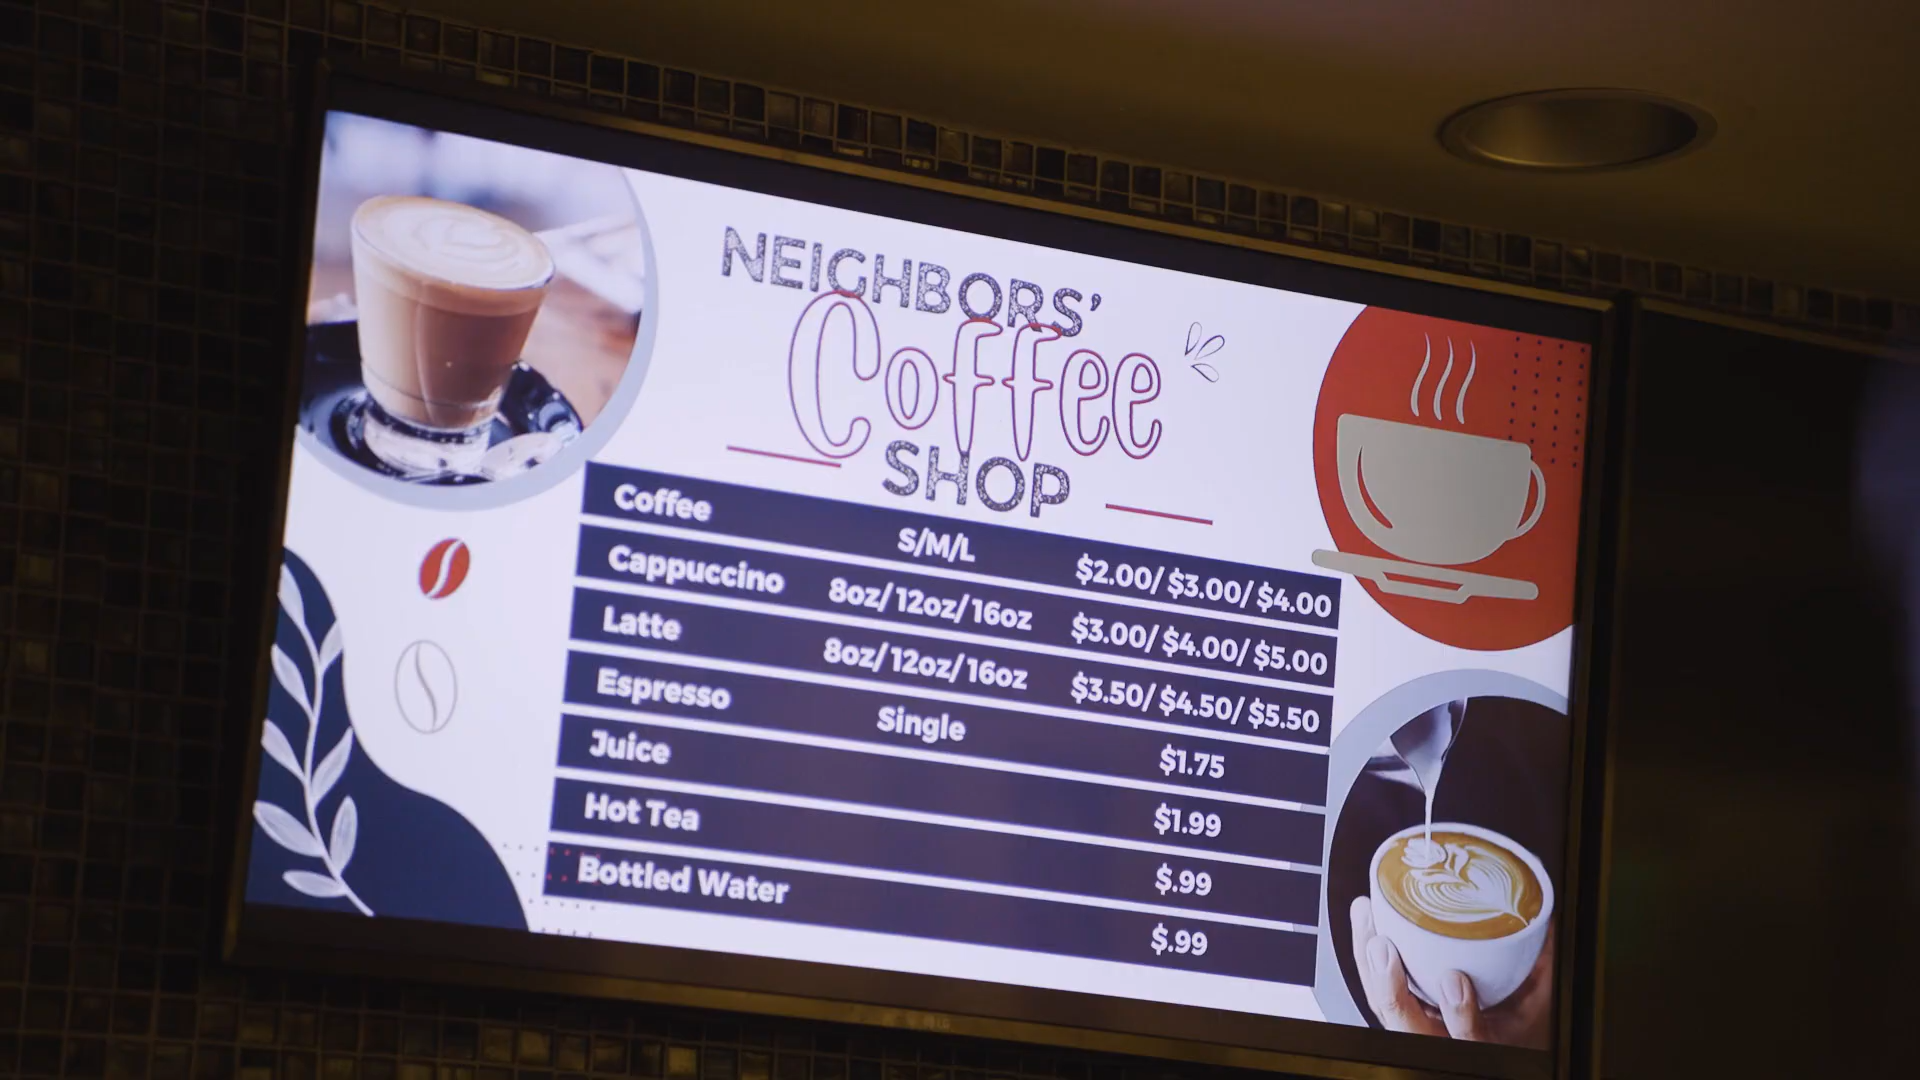 NEIGHBORS'
Coffee
SHOP
Coffee S/M/L $2.00/$3.00/$4.00
Cappuccino 8oz/12oz/16oz $3.00/$4.00/$5.00
Latte 8oz/12oz/16oz $3.50/$4.50/$5.50
Espresso Single $1.75
Juice $1.99
Hot Tea $.99
Bottled Water $.99